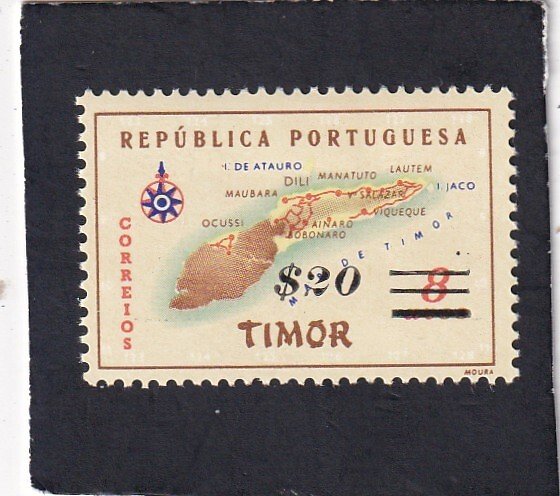 REPÚBLICA PORTUGUESA
I. DE ATAURO
LAUTEM
DILI
MANATUTO
I. JACO
MAUBARA
Vª SALAZAR
VIQUEQUE
OCUSSI
AINARO
BOBONARO
MAR DE TIMOR
CORREIOS
$20
8
TIMOR
MOURA